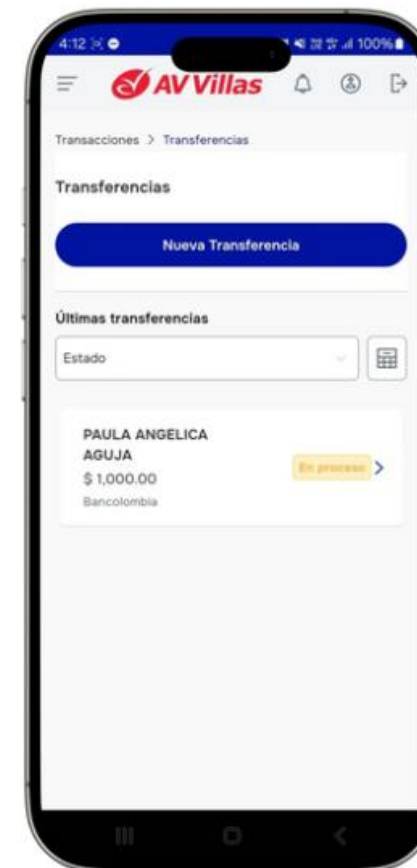 4:12 100%
AV Villas
Transacciones > Transferencias
Transferencias
Nueva Transferencia
Últimas transferencias
Estado
PAULA ANGELICA
AGUJA
$ 1,000.00
En proceso >
Bancolombia